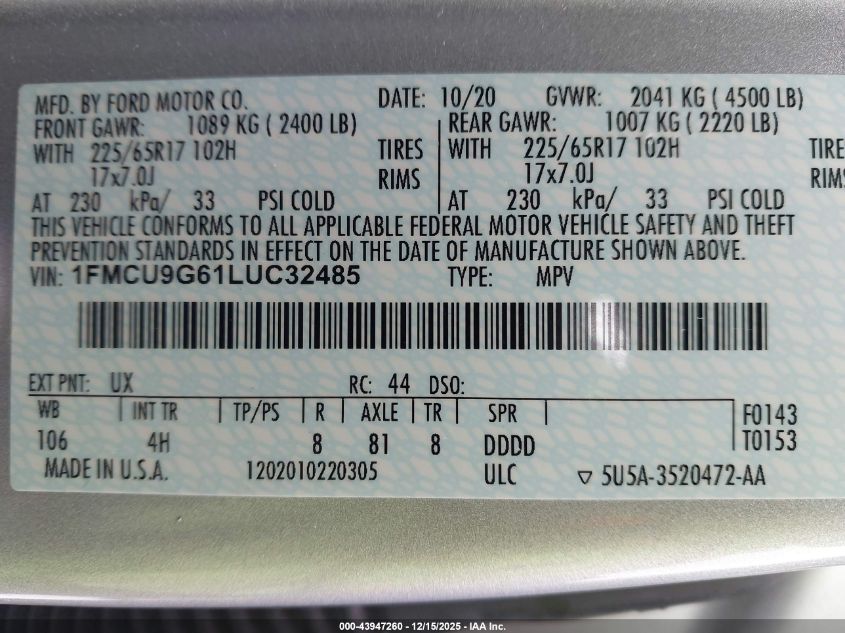 MFD. BY FORD MOTOR CO. DATE: 10/20 GVWR: 2041 KG ( 4500 LB)
FRONT GAWR: 1089 KG ( 2400 LB) REAR GAWR: 1007 KG ( 2220 LB)
WITH 225/65R17 102H TIRES WITH 225/65R17 102H TIRE
17x7.0J RIMS 17x7.0J RIMS
AT 230 kPa/ 33 PSI COLD AT 230 kPa/ 33 PSI COLD
THIS VEHICLE CONFORMS TO ALL APPLICABLE FEDERAL MOTOR VEHICLE SAFETY AND THEFT
PREVENTION STANDARDS IN EFFECT ON THE DATE OF MANUFACTURE SHOWN ABOVE.
VIN: 1FMCU9G61LUC32485 TYPE: MPV
EXT PNT: UX RC: 44 DSO:
WB INT TR TP/PS R AXLE TR SPR F0143
106 4H 8 81 8 DDDD T0153
MADE IN U.S.A. 1202010220305 ULC ▽ 5U5A-3520472-AA
000-43947260 - 12/15/2025 - IAA Inc.